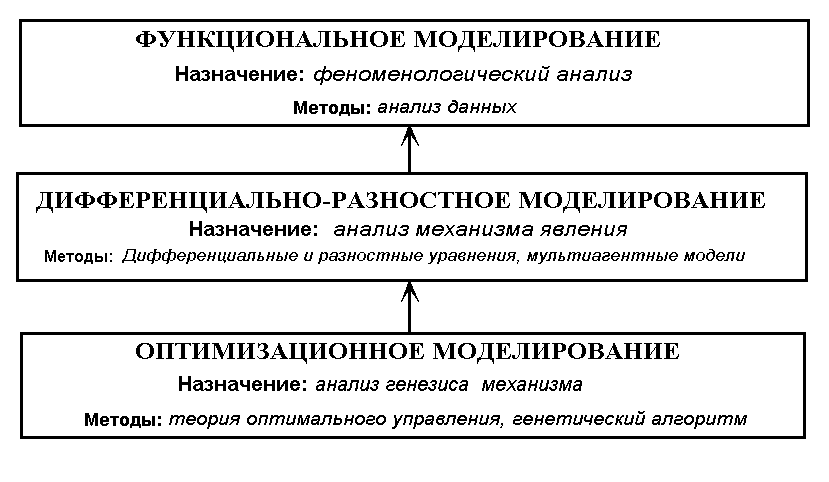 ФУНКЦИОНАЛЬНОЕ МОДЕЛИРОВАНИЕ
Назначение: феноменологический анализ
Методы: анализ данных
ДИФФЕРЕНЦИАЛЬНО-РАЗНОСТНОЕ МОДЕЛИРОВАНИЕ
Назначение: анализ механизма явления
Методы: Дифференциальные и разностные уравнения, мультиагентные модели
ОПТИМИЗАЦИОННОЕ МОДЕЛИРОВАНИЕ
Назначение: анализ генезиса механизма
Методы: теория оптимального управления, генетический алгоритм